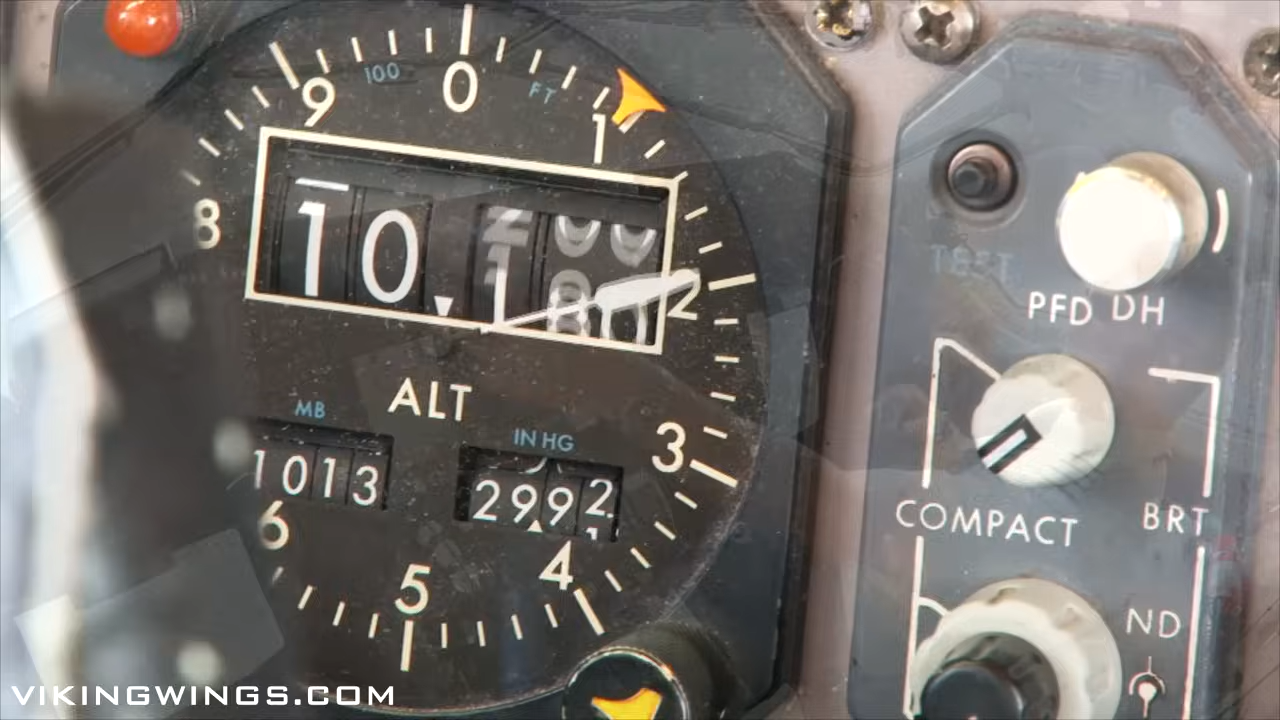 100 FT
9 0 1
8 2
10 180
ALT
3
MB IN HG
1013 2992
6 4
5
TEST
PFD DH
COMPACT BRT
ND
VIKINGWINGS.COM